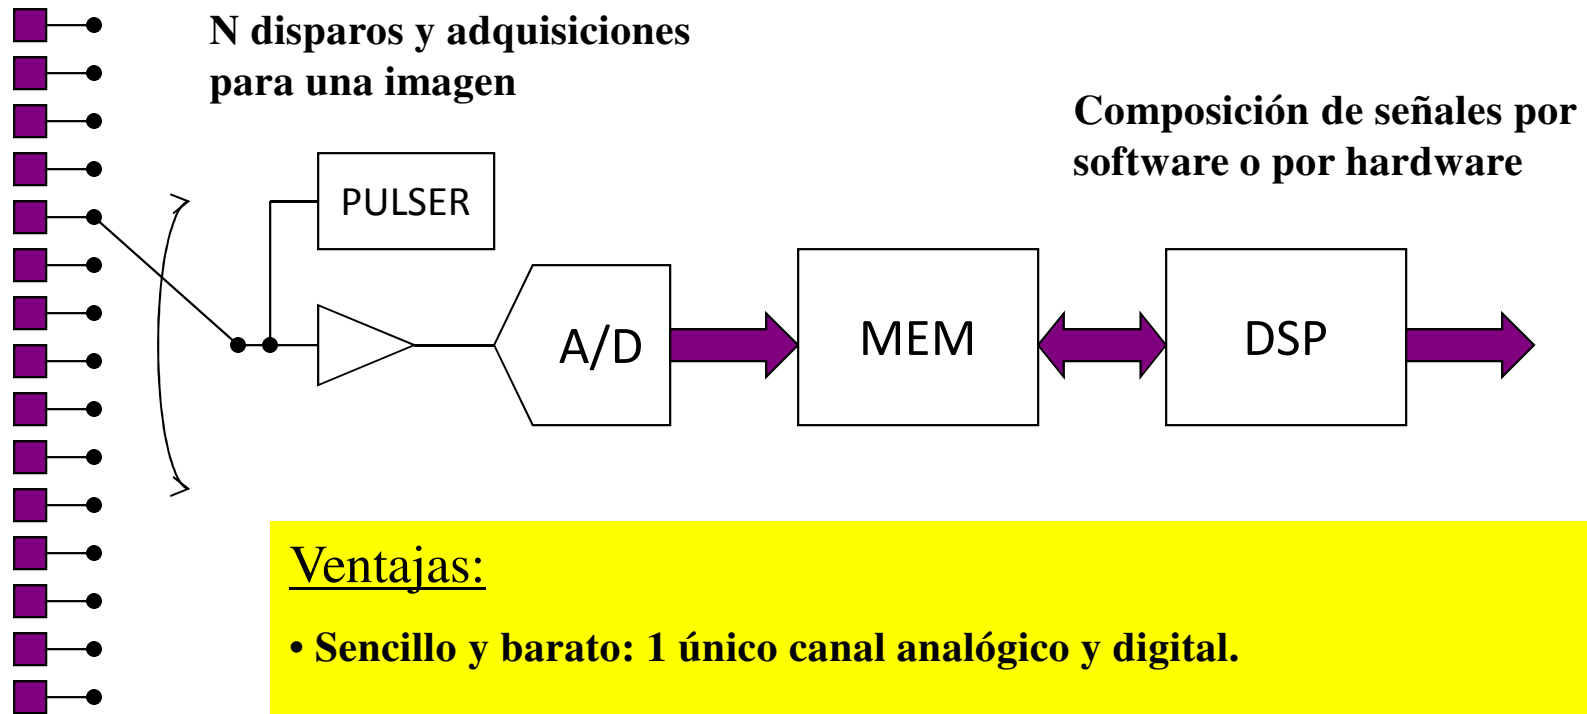 N disparos y adquisiciones
para una imagen
Composición de señales por
software o por hardware
PULSER
A/D
MEM
DSP
Ventajas:
• Sencillo y barato: 1 único canal analógico y digital.